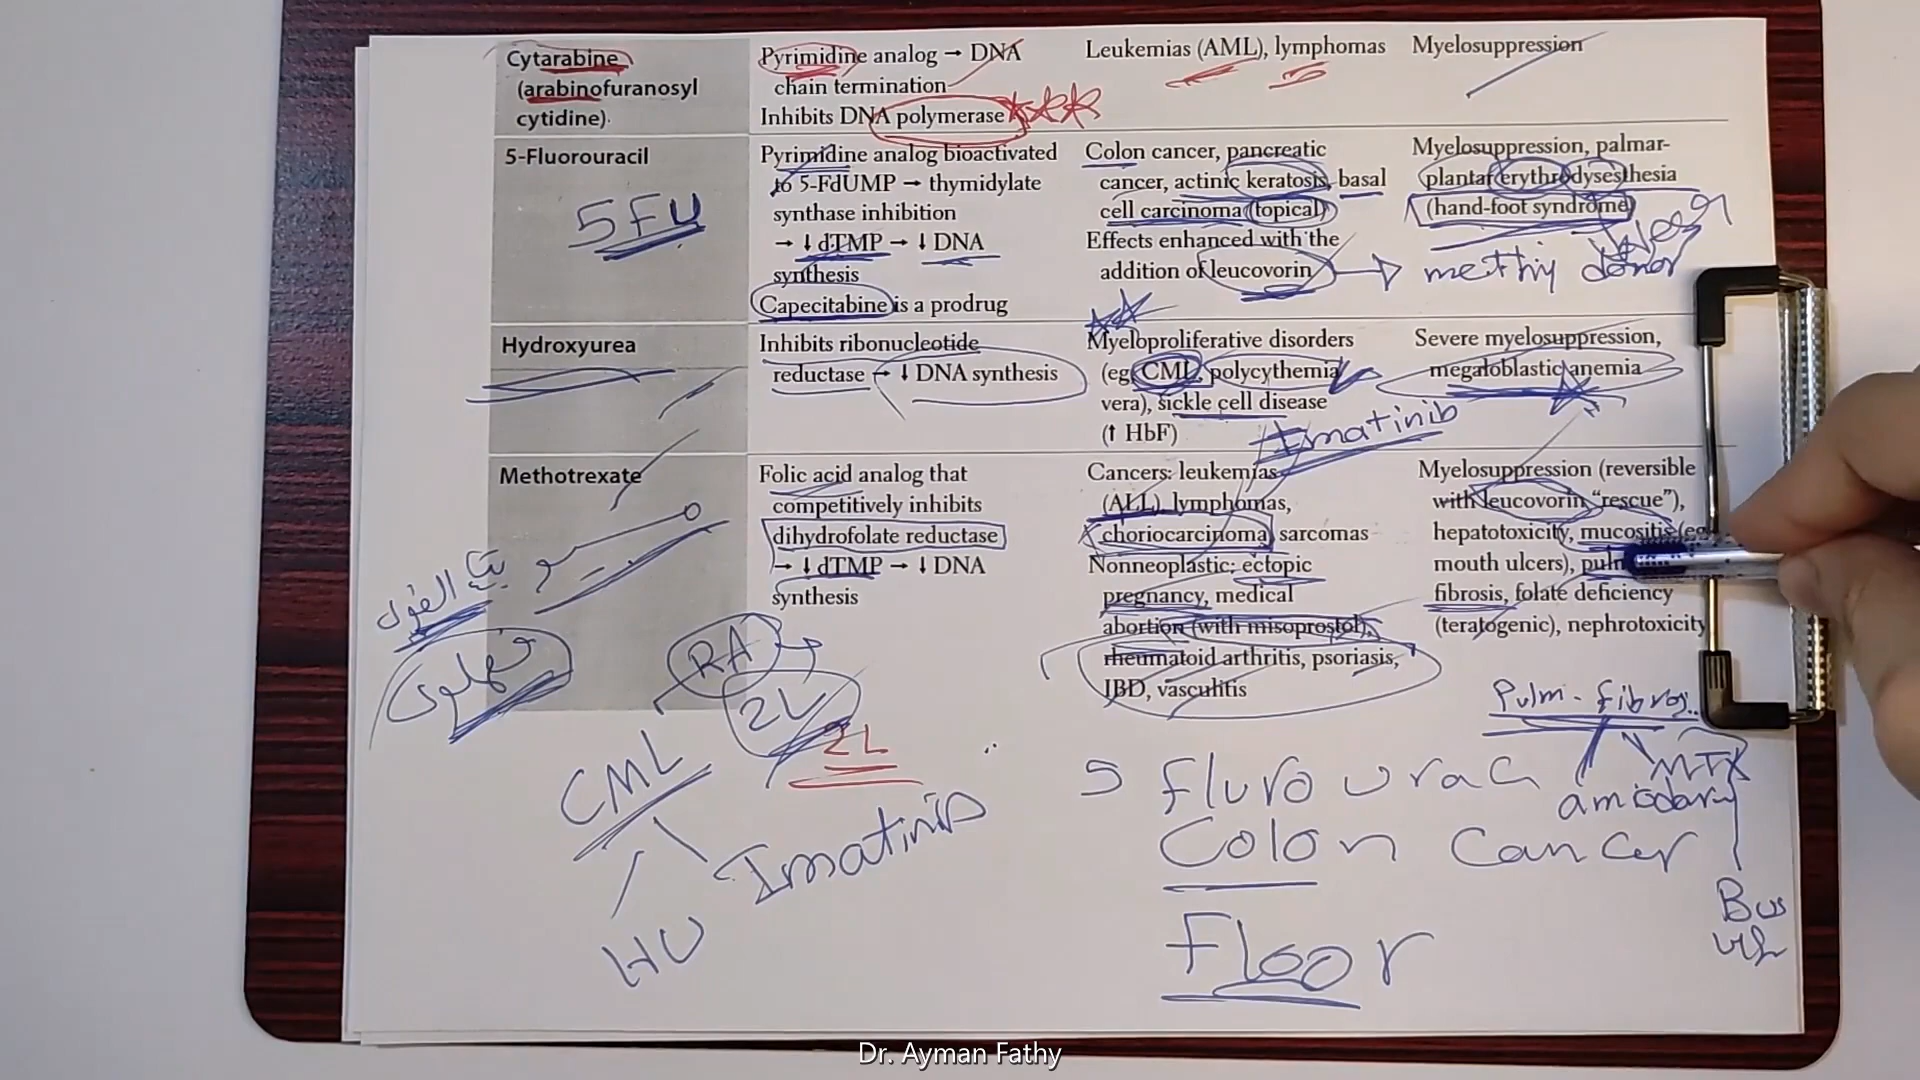 Cytarabine
(arabinofuranosyl
cytidine).
Pyrimidine analog → DNA
chain termination
Inhibits DNA polymerase
Leukemias (AML), lymphomas
Myelosuppression
5-Fluorouracil
5FU
Pyrimidine analog bioactivated
to 5-FdUMP → thymidylate
synthase inhibition
→ ↓ dTMP → ↓ DNA
synthesis
Capecitabine is a prodrug
Colon cancer, pancreatic
cancer, actinic keratosis, basal
cell carcinoma (topical)
Effects enhanced with the
addition of leucovorin
Myelosuppression, palmar-
plantar erythrodysesthesia
(hand-foot syndrome)
methy donor
Hydroxyurea
Inhibits ribonucleotide
reductase → ↓ DNA synthesis
Myeloproliferative disorders
(eg, CML, polycythemia
vera), sickle cell disease
(↑ HbF)
Imatinib
Severe myelosuppression,
megaloblastic anemia
Methotrexate
Folic acid analog that
competitively inhibits
dihydrofolate reductase
→ ↓ dTMP → ↓ DNA
synthesis
Cancers: leukemias
(ALL), lymphomas,
choriocarcinoma, sarcomas
Nonneoplastic: ectopic
pregnancy, medical
abortion (with misoprostol),
rheumatoid arthritis, psoriasis,
IBD, vasculitis
Myelosuppression (reversible
with leucovorin “rescue”),
hepatotoxicity, mucositis (eg
mouth ulcers),
fibrosis, folate deficiency
(teratogenic), nephrotoxicity
RA
2L
2L
CML
HU
Imatinib
Pulm - fibros
MTX
5 Flurourac
Colon Cancer
Floor
Dr. Ayman Fathy